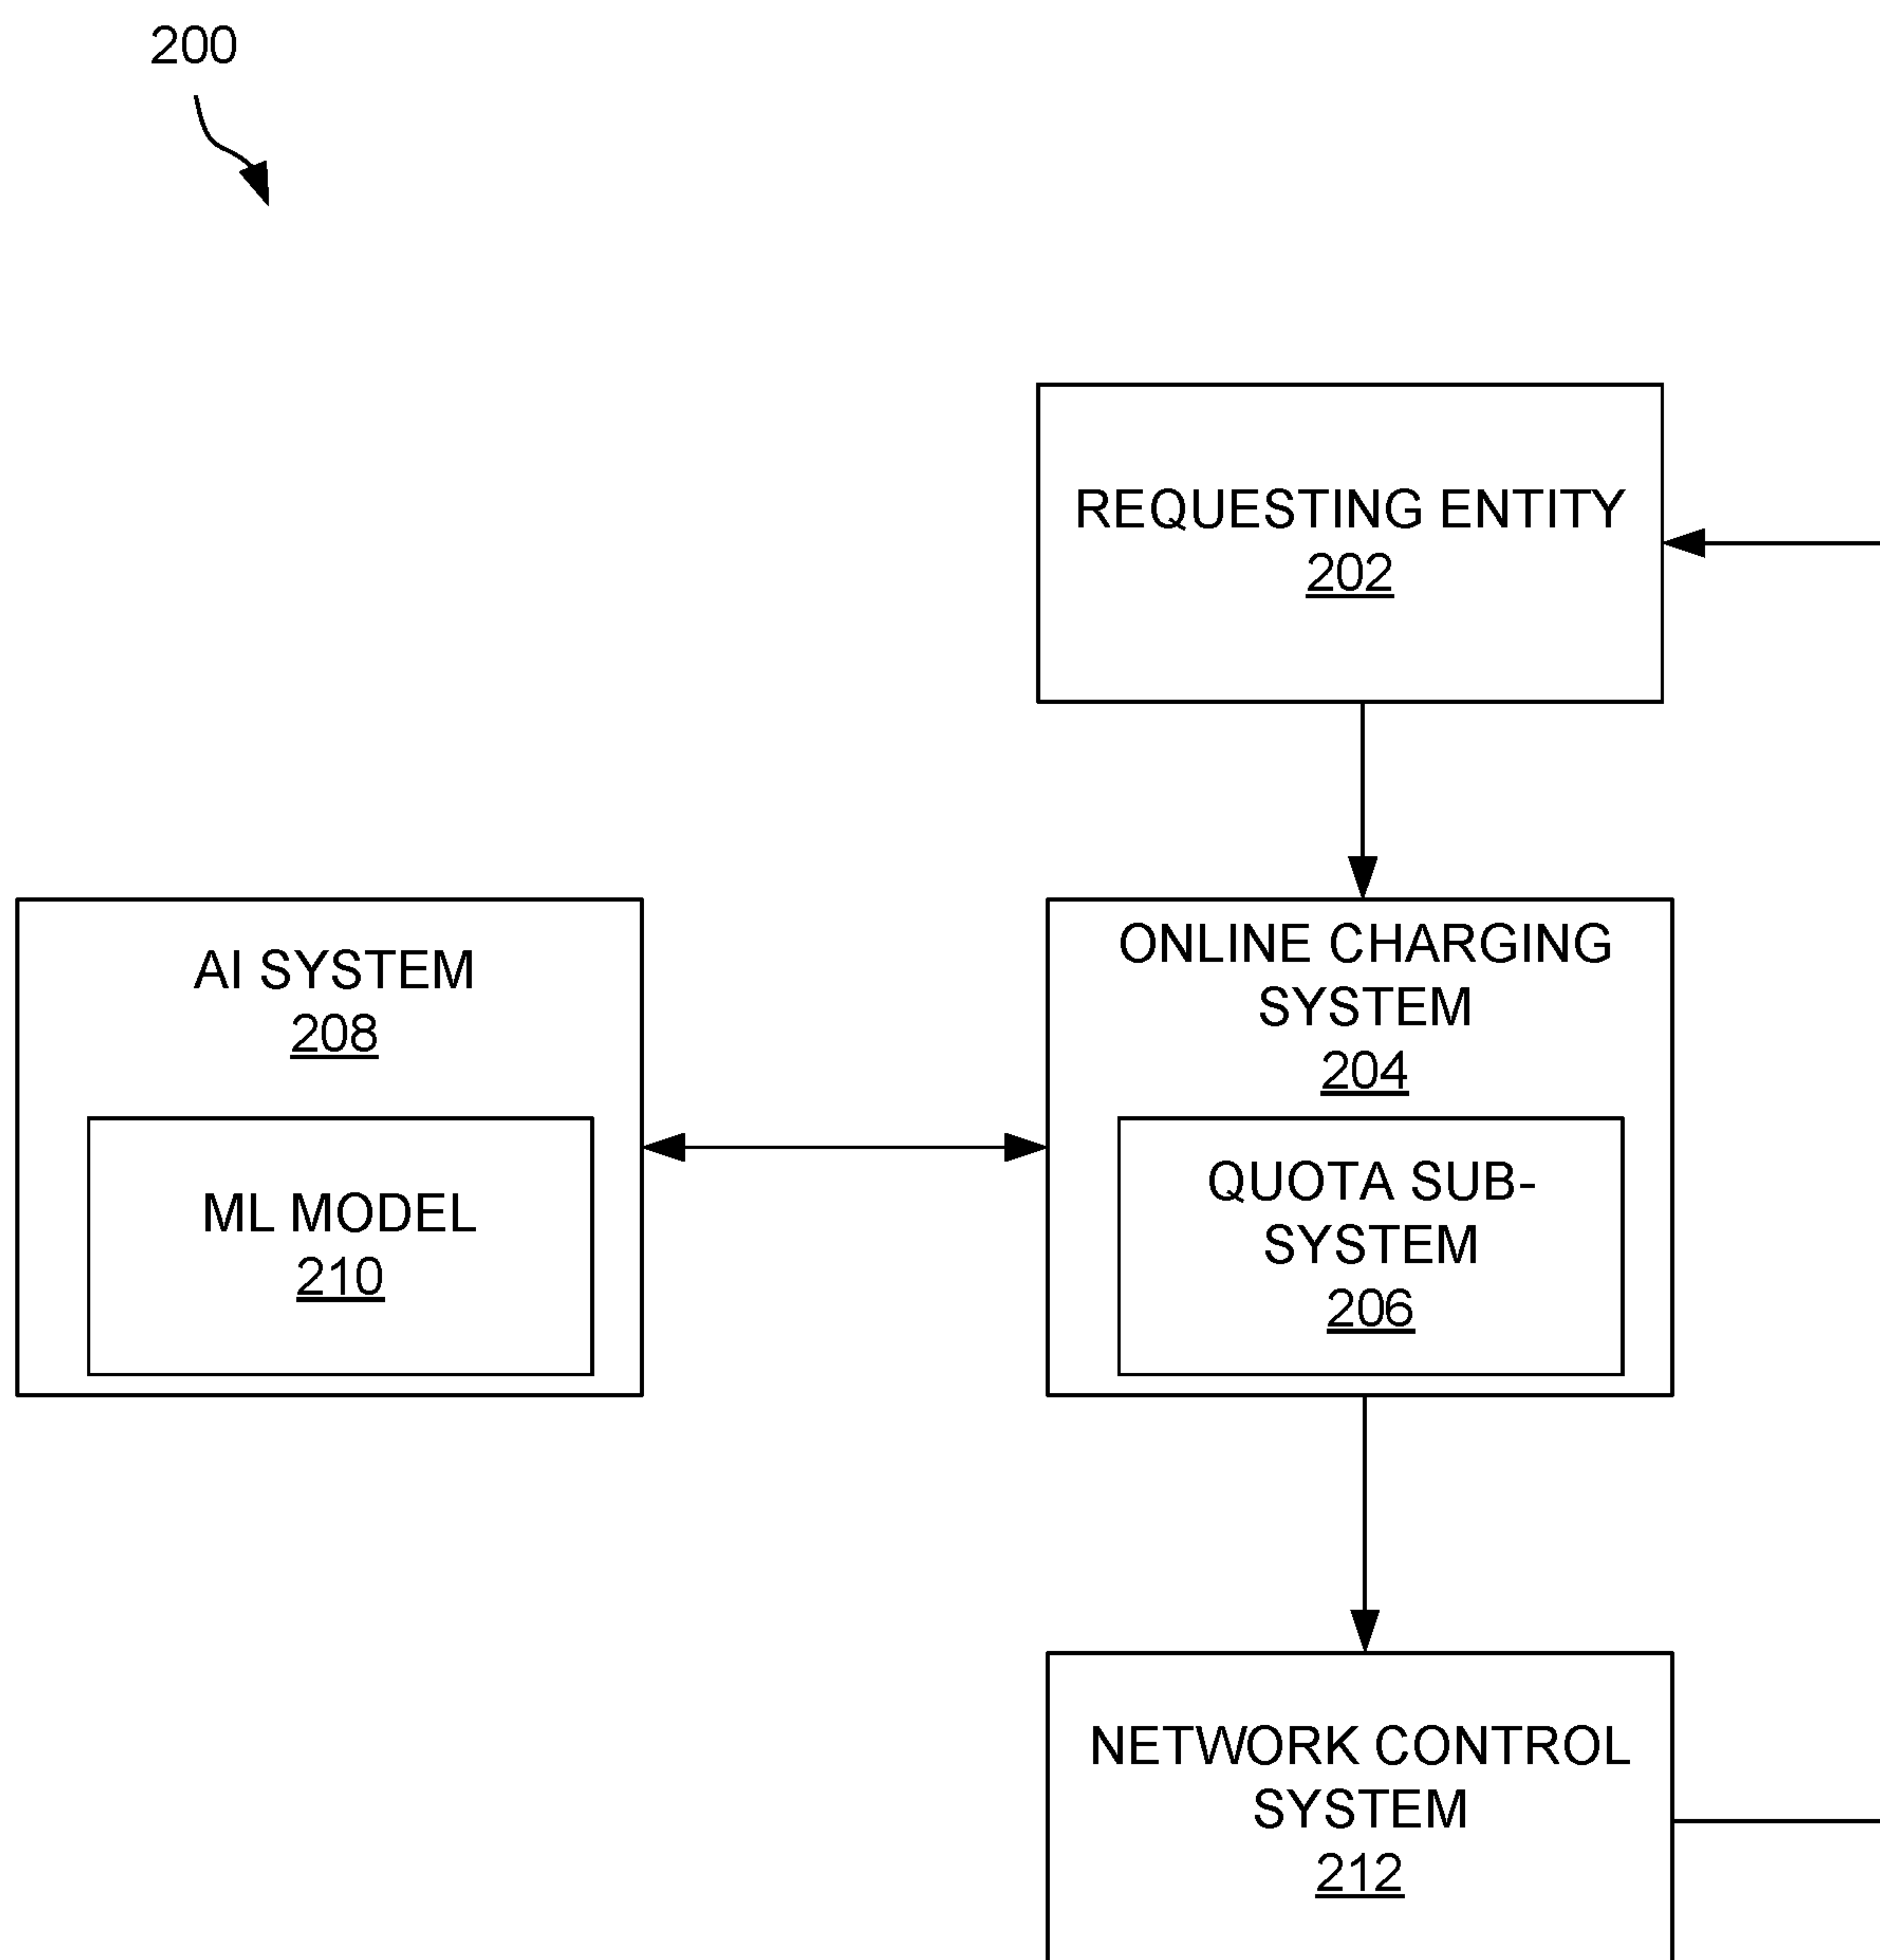 200
REQUESTING ENTITY
202
AI SYSTEM
208
ML MODEL
210
ONLINE CHARGING
SYSTEM
204
QUOTA SUB-
SYSTEM
206
NETWORK CONTROL
SYSTEM
212